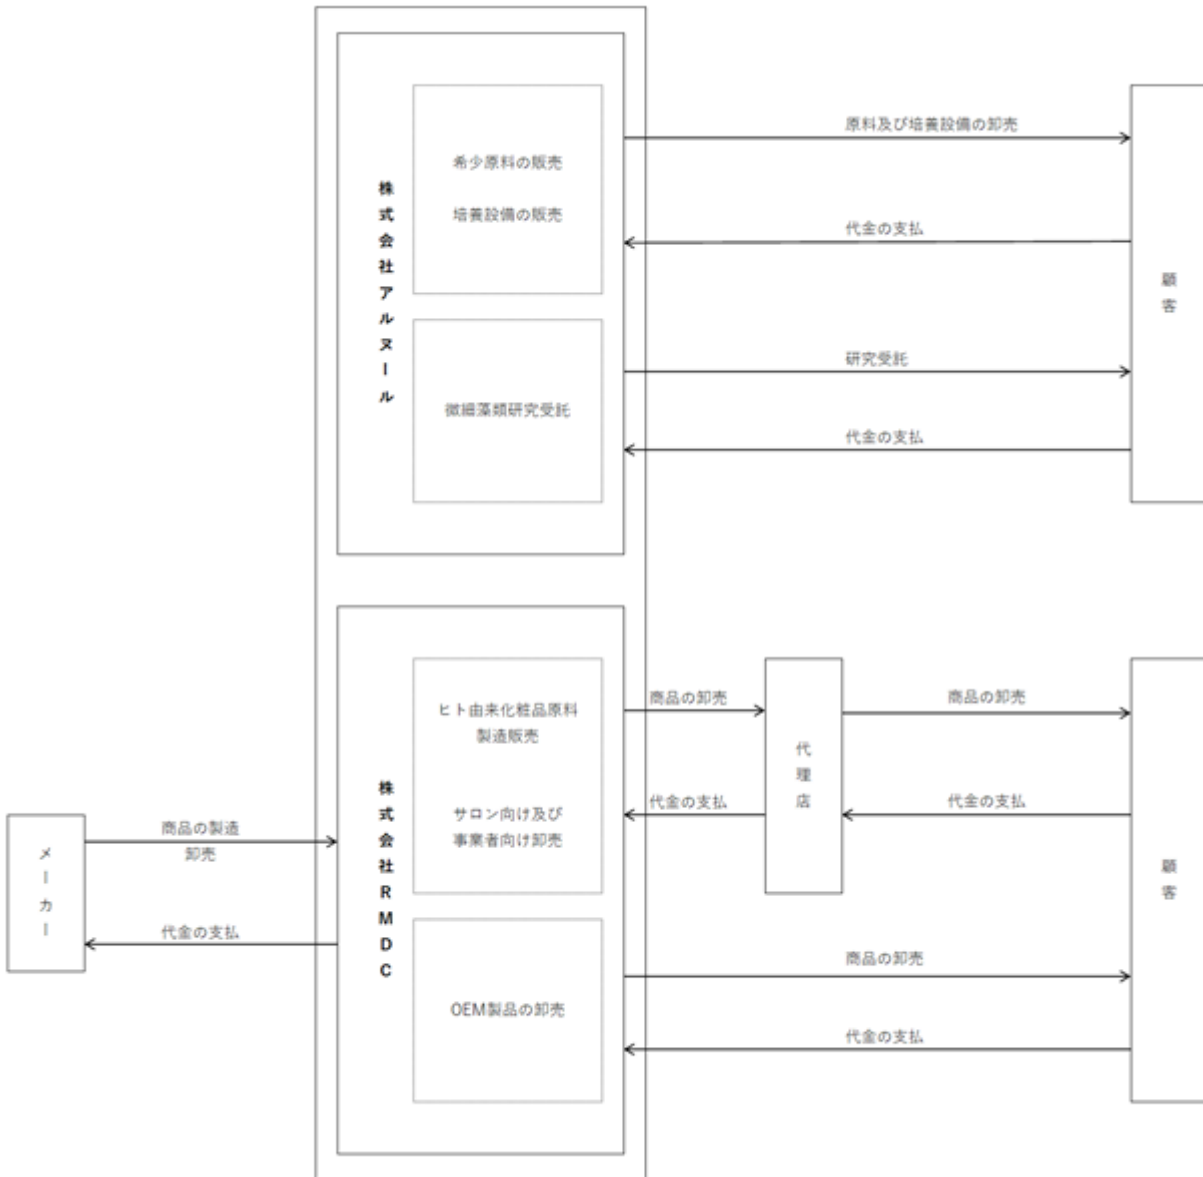 株式会社アルヌール
希少原料の販売
培養設備の販売
微細藻類研究受託
原料及び培養設備の卸売
代金の支払
研究受託
代金の支払
顧客
メーカー
商品の製造
卸売
代金の支払
株式会社RMDC
ヒト由来化粧品原料
製造販売
サロン向け及び
事業者向け卸売
OEM製品の卸売
商品の卸売
代金の支払
代理店
商品の卸売
代金の支払
商品の卸売
代金の支払
顧客